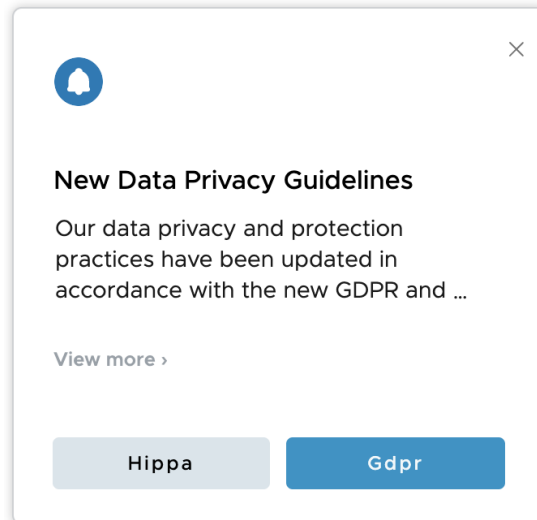 New Data Privacy Guidelines
Our data privacy and protection
practices have been updated in
accordance with the new GDPR and ...
View more ›
Hippa
Gdpr